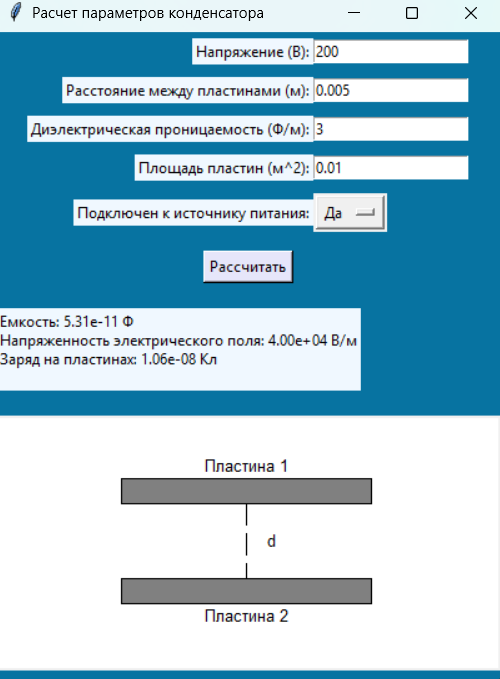 Расчет параметров конденсатора
Напряжение (В): 200
Расстояние между пластинами (м): 0.005
Диэлектрическая проницаемость (Ф/м): 3
Площадь пластин (м^2): 0.01
Подключен к источнику питания: Да
Рассчитать
Емкость: 5.31e-11 Ф
Напряженность электрического поля: 4.00e+04 В/м
Заряд на пластинах: 1.06e-08 Кл
Пластина 1
d
Пластина 2